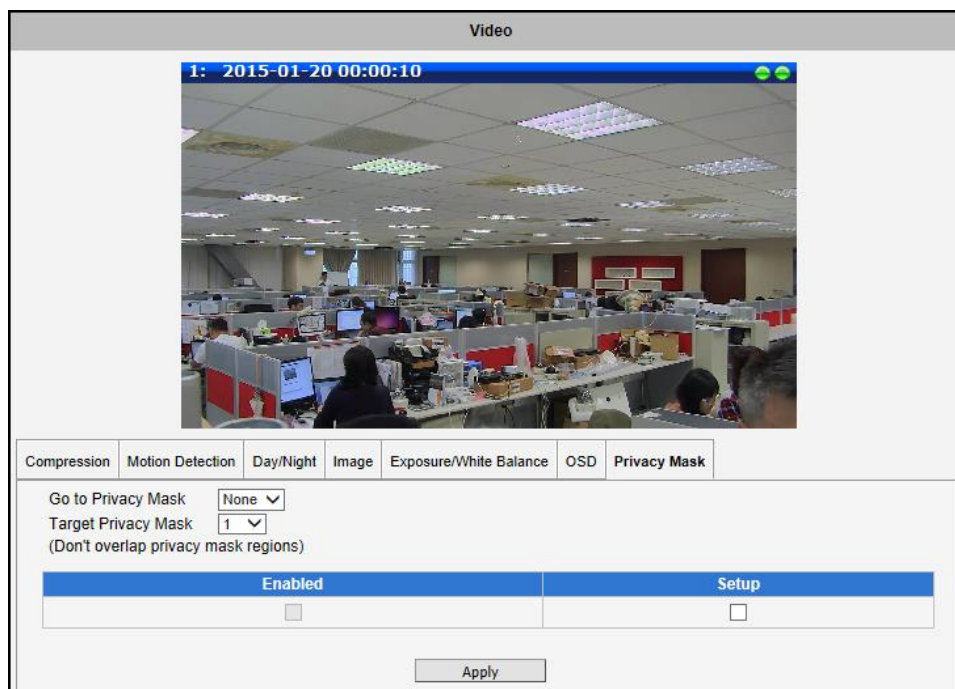 Video
1: 2015-01-20 00:00:10
Compression Motion Detection Day/Night Image Exposure/White Balance OSD Privacy Mask
Go to Privacy Mask None
Target Privacy Mask 1
(Don't overlap privacy mask regions)
Enabled Setup
Apply